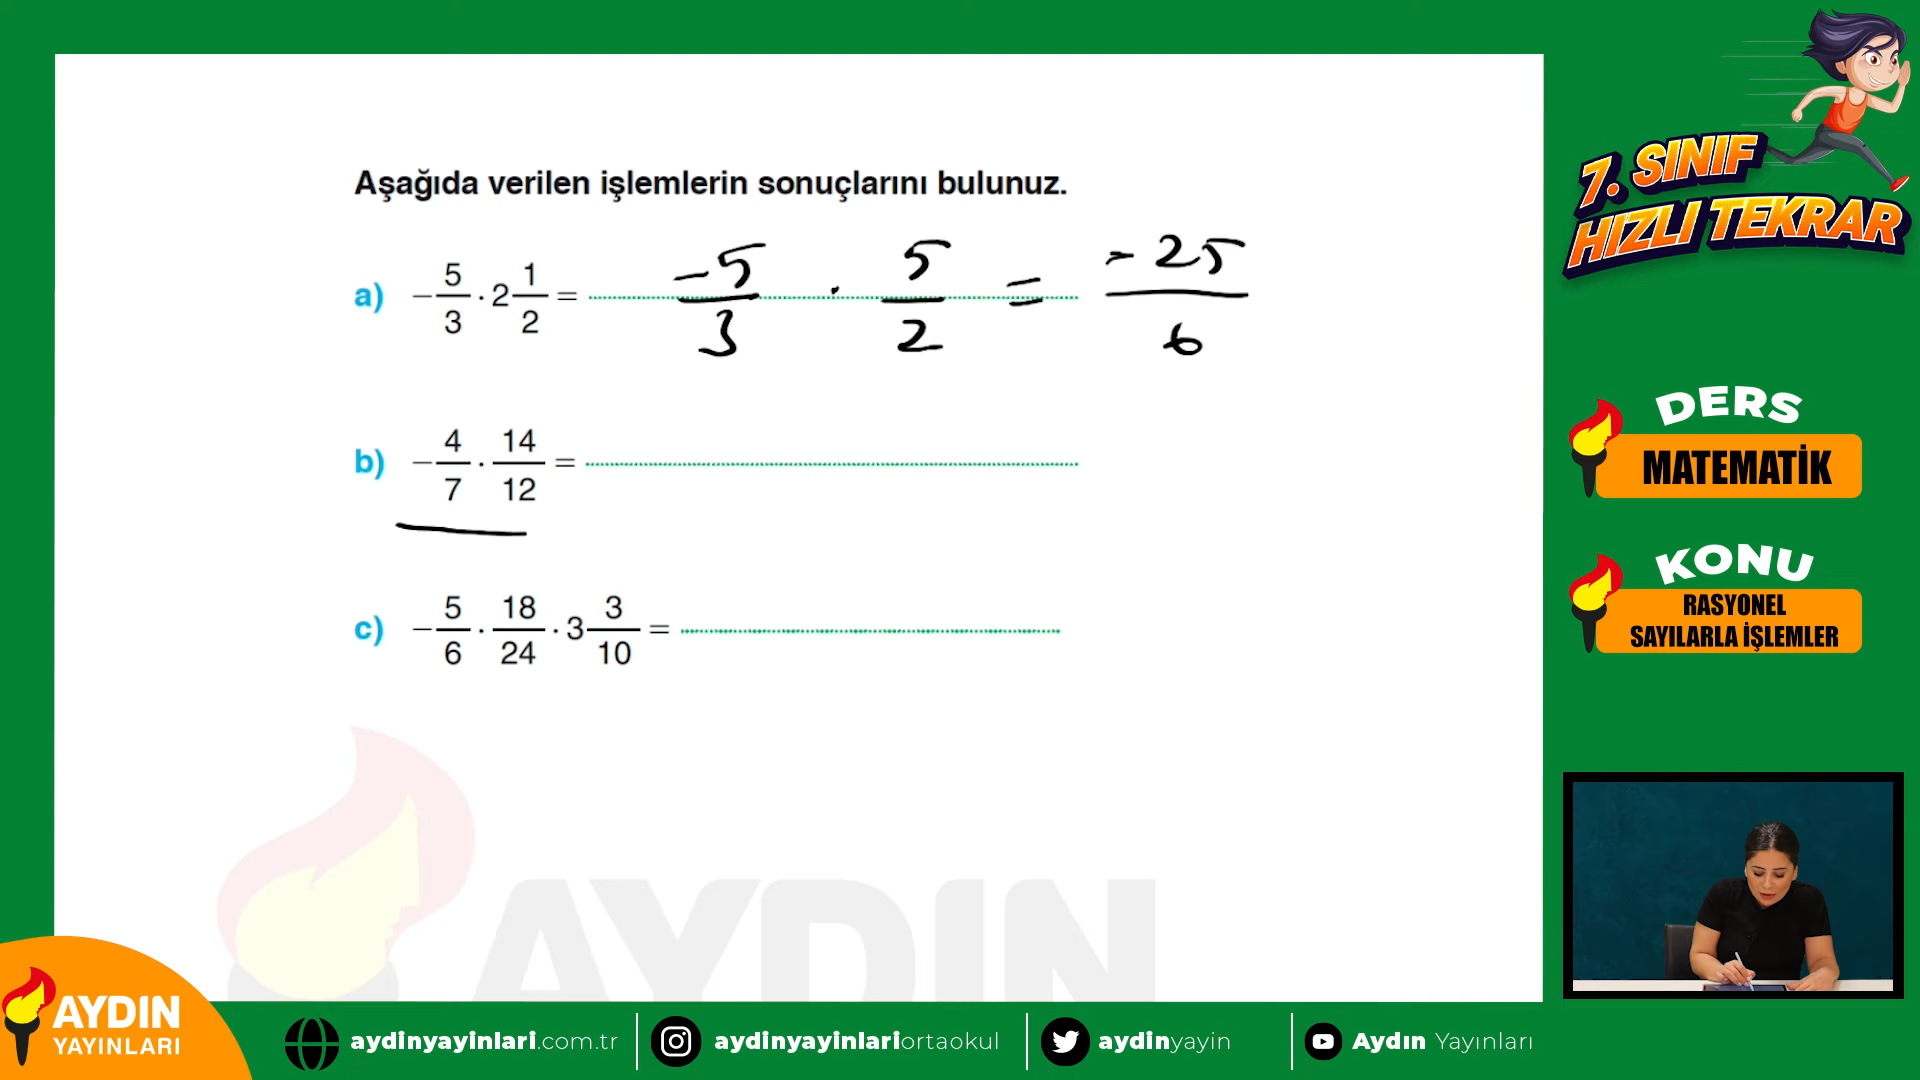 Aşağıda verilen işlemlerin sonuçlarını bulunuz.
a) -5/3 . 2 1/2 = -5/3 . 5/2 = -25/6
b) -4/7 . 14/12 =
c) -5/6 . 18/24 . 3 3/10 =
AYDIN
7. SINIF
HIZLI TEKRAR
DERS
MATEMATİK
KONU
RASYONEL
SAYILARLA İŞLEMLER
AYDIN
YAYINLARI
aydinyayinlari.com.tr
aydinyayinlariortaokul
aydinyayin
Aydın Yayınları